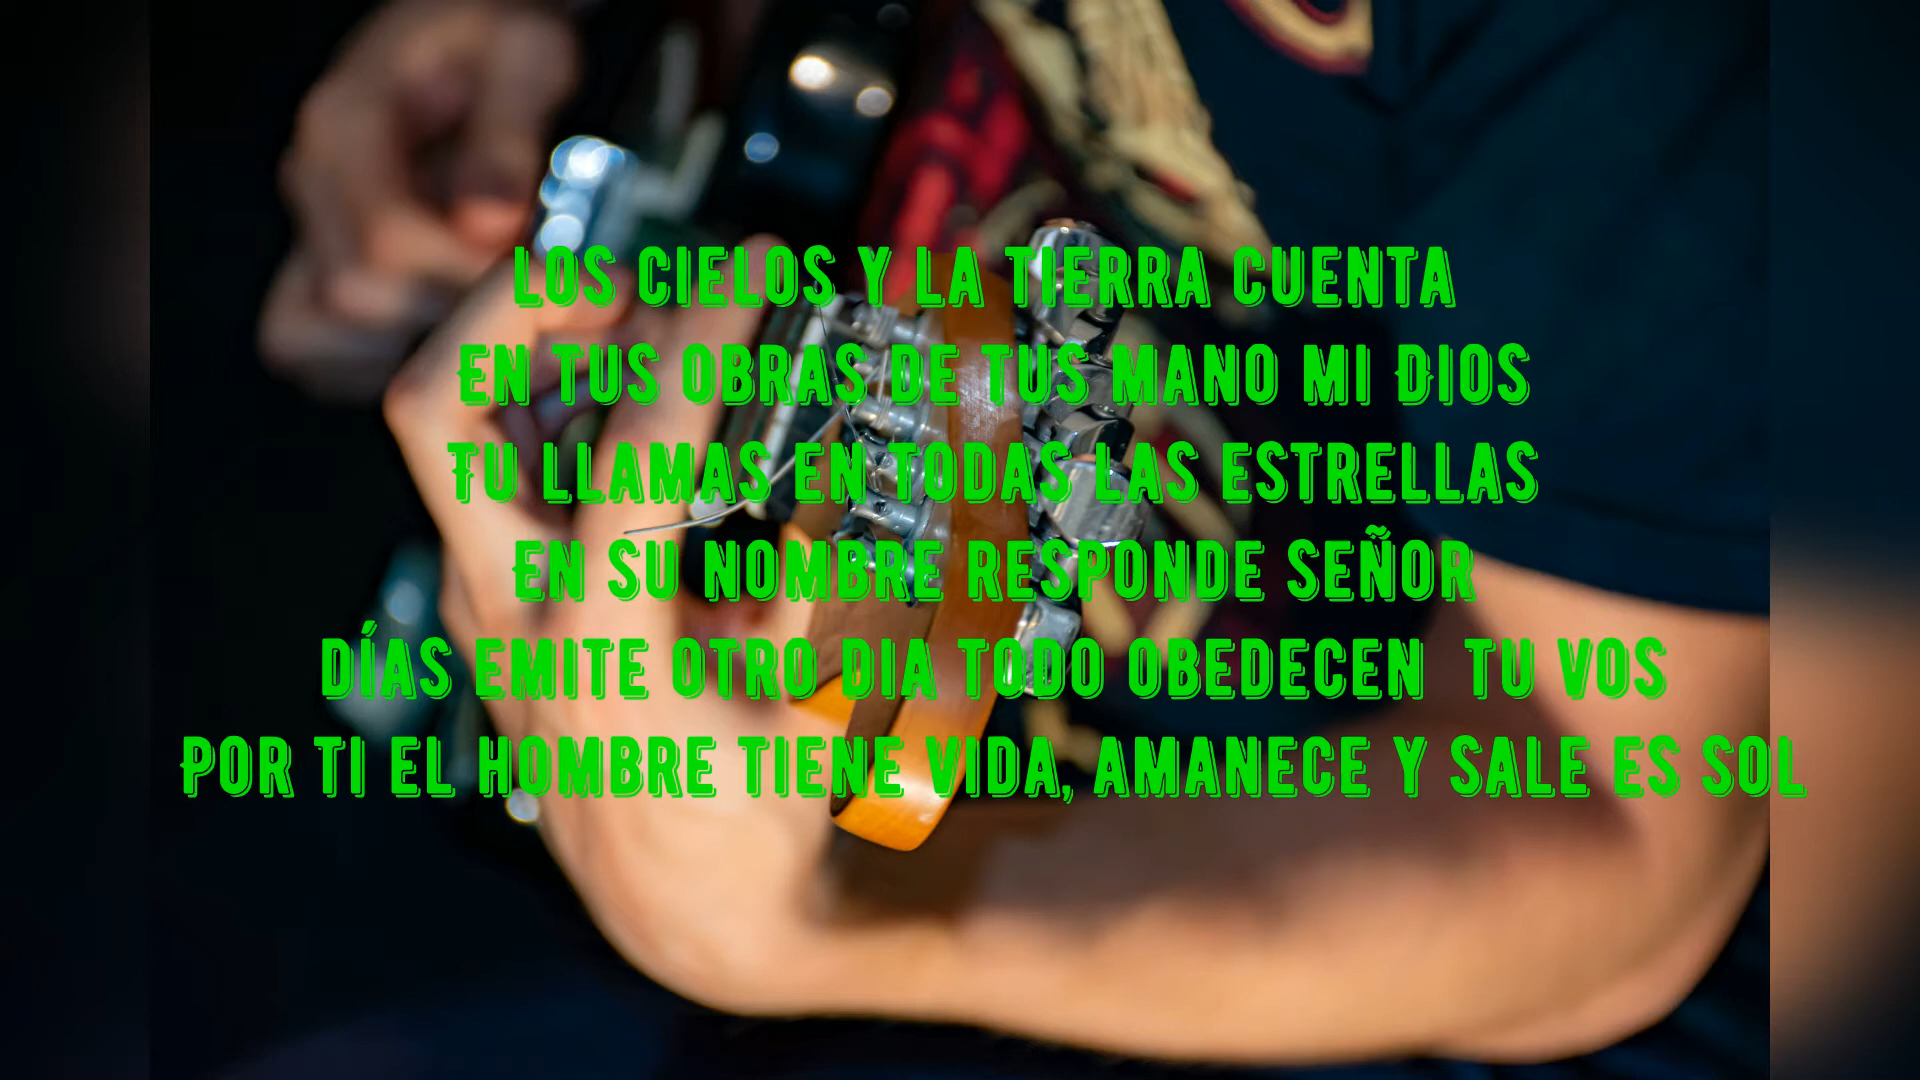 Los cielos y la tierra cuenta
En tus obras de tus mano mi Dios
Tu llamas en todas las estrellas
En su nombre responde Señor
Días emite otro dia todo obedecen  tu vos
Por ti el hombre tiene vida, amanece y sale es sol